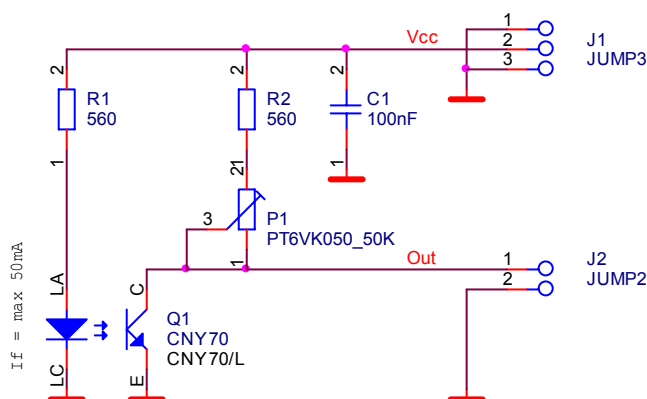 1
Vcc
2
J1
3
JUMP3
2
R1
560
1
2
R2
560
21
2
C1
100nF
1
3
P1
PT6VK050_50K
1
Out
1
J2
2
JUMP2
If = max 50mA
LA
LC
C
E
Q1
CNY70
CNY70/L